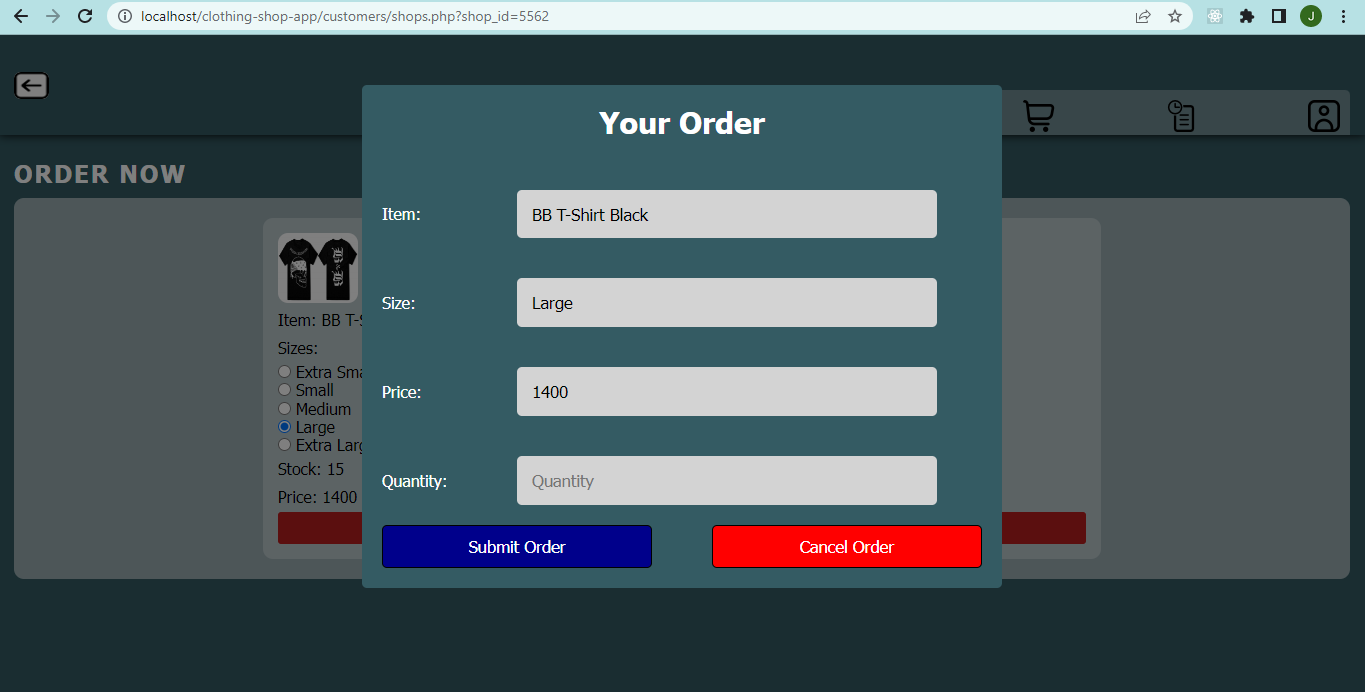 localhost/clothing-shop-app/customers/shops.php?shop_id=5562
J
Your Order
ORDER NOW
Item:
BB T-Shirt Black
Size:
Large
Price:
1400
Quantity:
Quantity
Submit Order
Cancel Order
Item: BB T-S
Sizes:
Extra Sma
Small
Medium
Large
Extra Larg
Stock: 15
Price: 1400